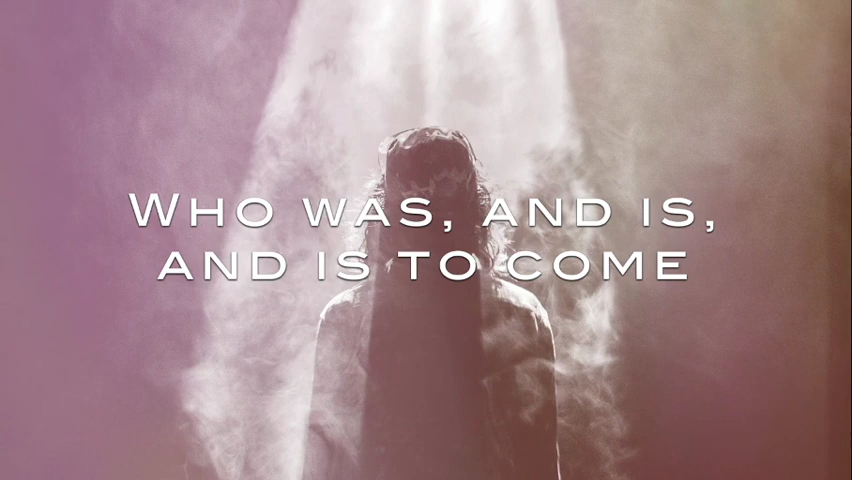 Who was, and is,
and is to come